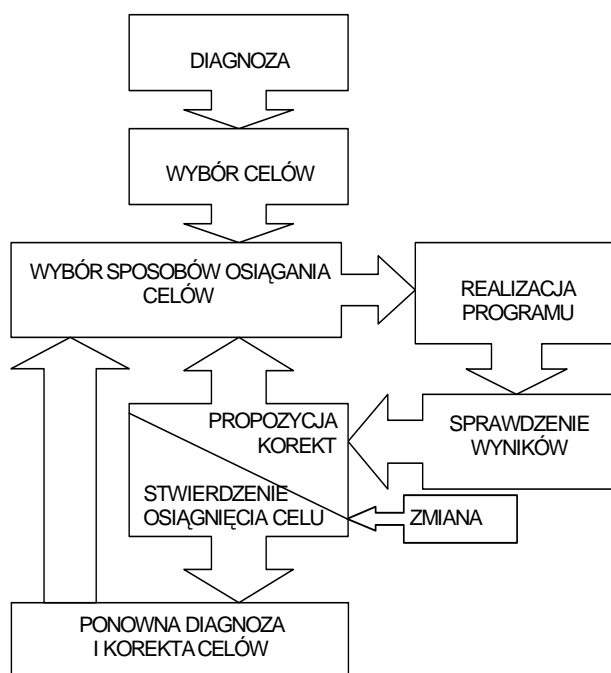 DIAGNOZA
WYBÓR CELÓW
WYBÓR SPOSOBÓW OSIĄGANIA
CELÓW
REALIZACJA
PROGRAMU
PROPOZYCJA
KOREKT
SPRAWDZENIE
WYNIKÓW
STWIERDZENIE
OSIĄGNIĘCIA CELU
ZMIANA
PONOWNA DIAGNOZA
I KOREKTA CELÓW